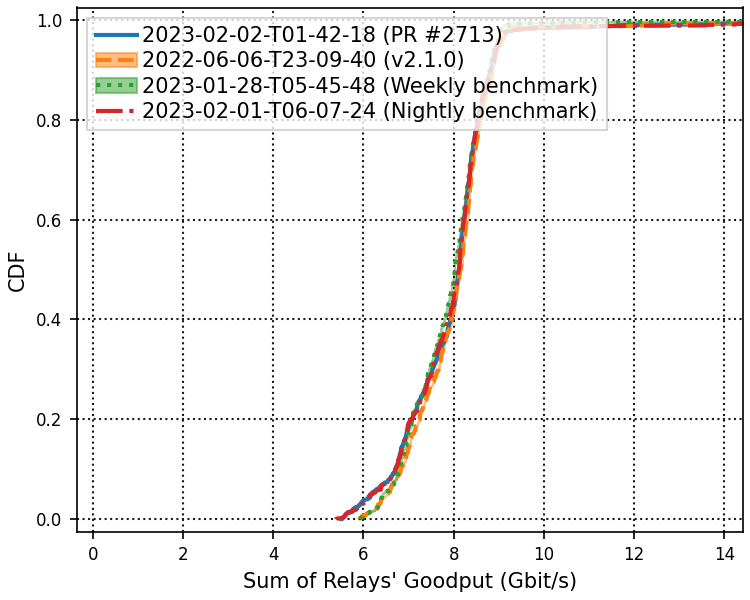 2023-02-02-T01-42-18 (PR #2713)
2022-06-06-T23-09-40 (v2.1.0)
2023-01-28-T05-45-48 (Weekly benchmark)
2023-02-01-T06-07-24 (Nightly benchmark)
CDF
1.0
0.8
0.6
0.4
0.2
0.0
0 2 4 6 8 10 12 14
Sum of Relays' Goodput (Gbit/s)